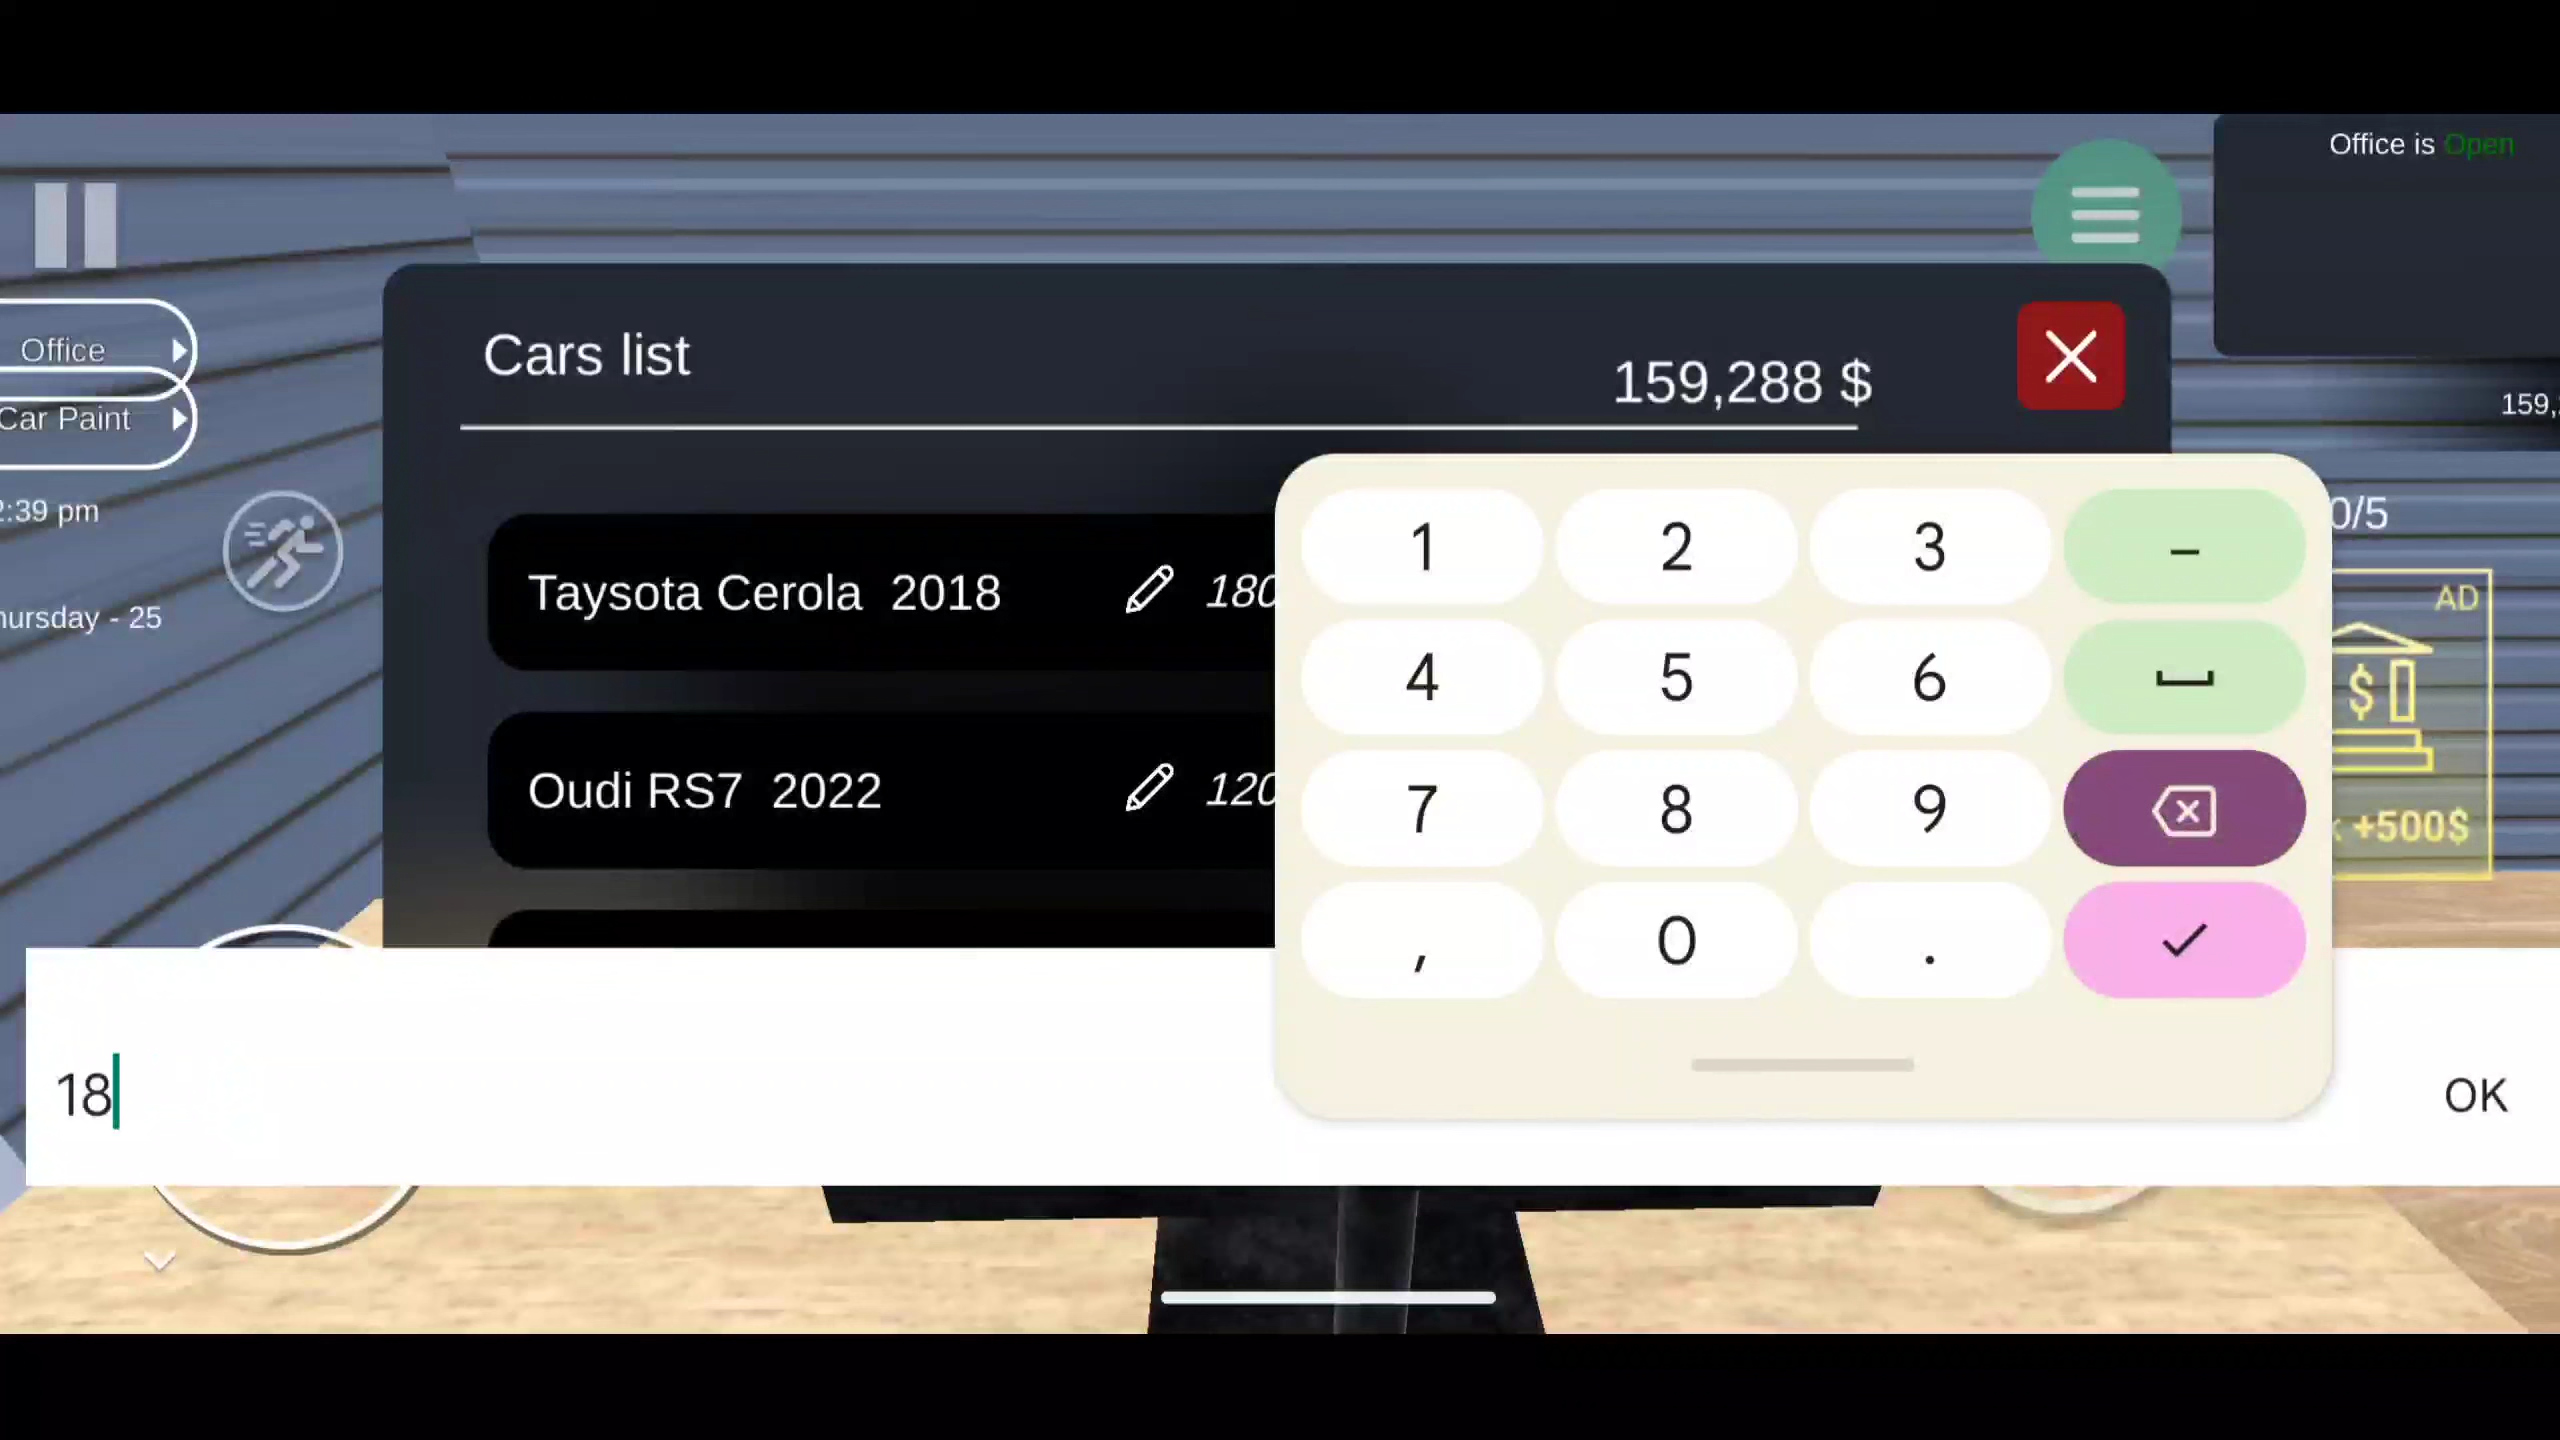 Office is Open
Office
Car Paint
2:39 pm
- 25
Cars list
159,288 $
159,
Taysota Cerola 2018
180
Oudi RS7 2022
120
1 2 3 –
4 5 6
7 8 9
, 0 .
0/5
AD
$
+500$
18
OK